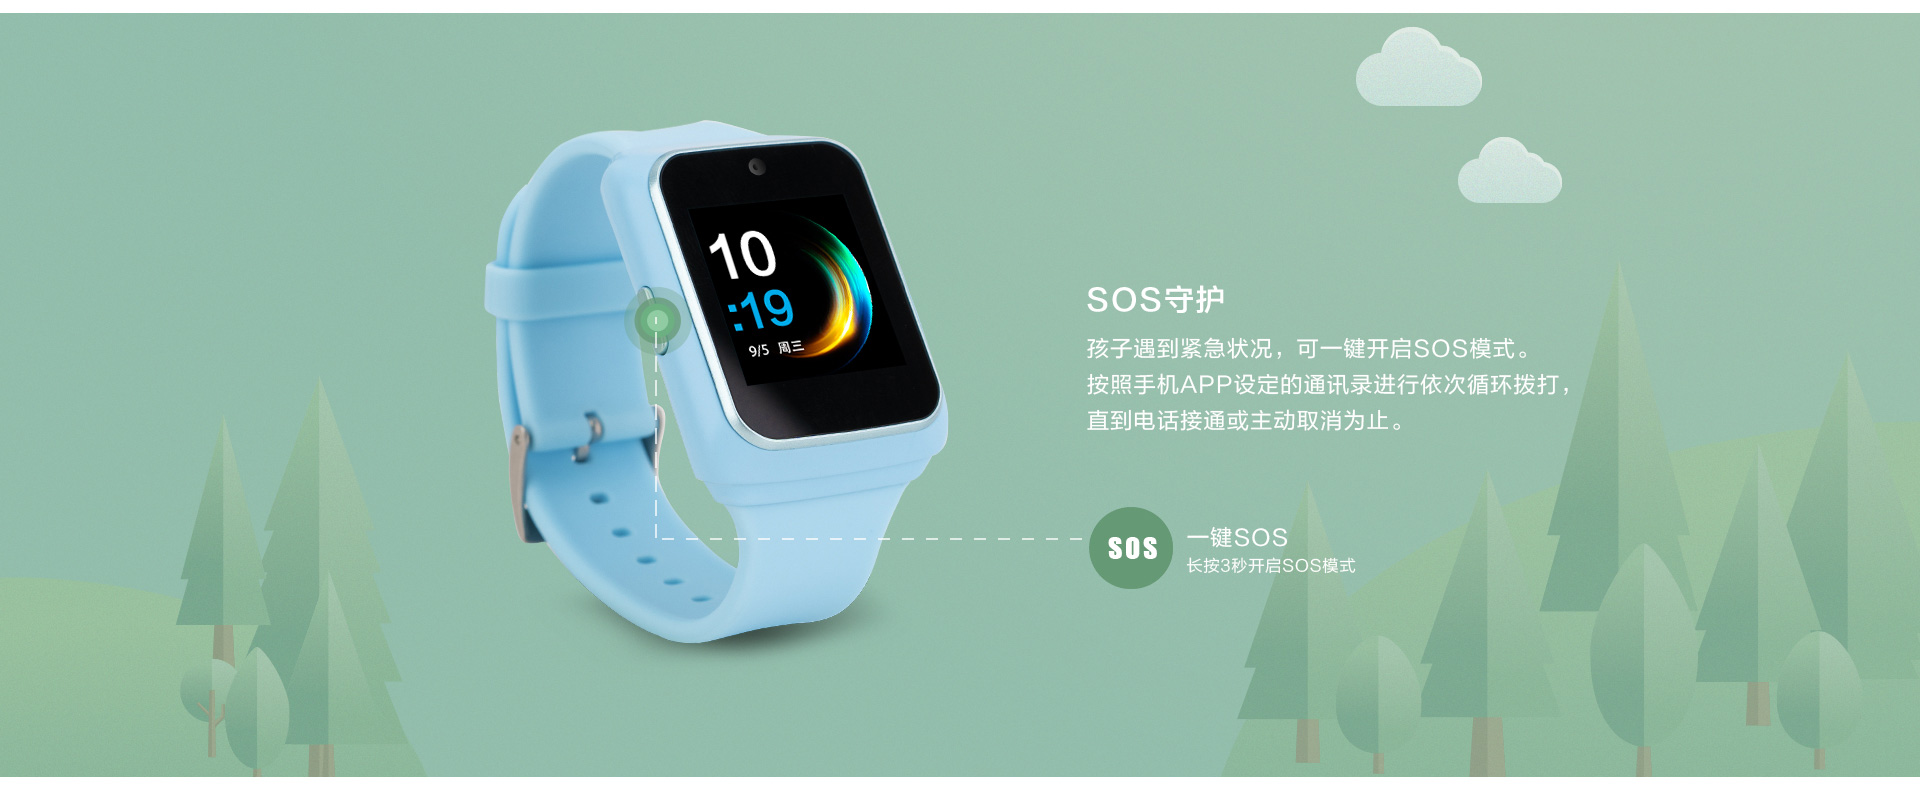 10
:19
9/5 周三
SOS守护
孩子遇到紧急状况，可一键开启SOS模式。
按照手机APP设定的通讯录进行依次循环拨打，
直到电话接通或主动取消为止。
SOS
一键SOS
长按3秒开启SOS模式